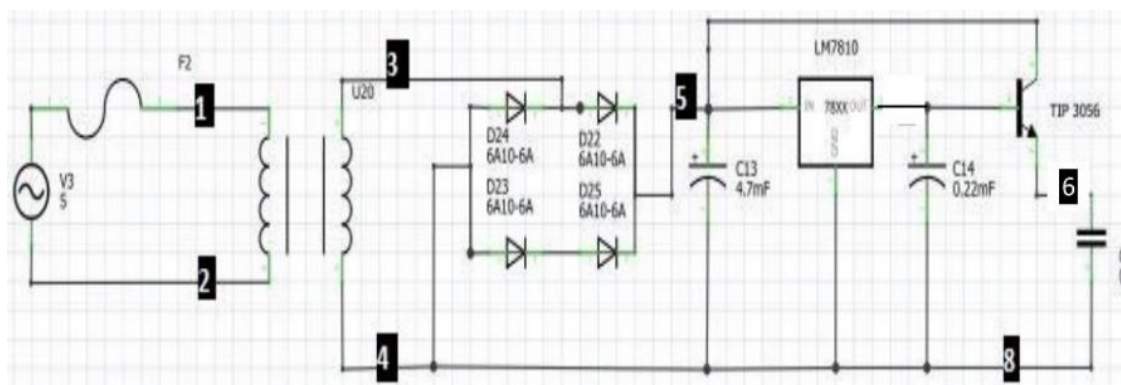 F2
1
3
U20
5
LM7810
IN
78XX
OUT
GND
TIP 3056
D24
6A10-6A
D22
6A10-6A
V3
5
D23
6A10-6A
D25
6A10-6A
+
C13
4,7mF
+
C14
0.22mF
6
2
4
8